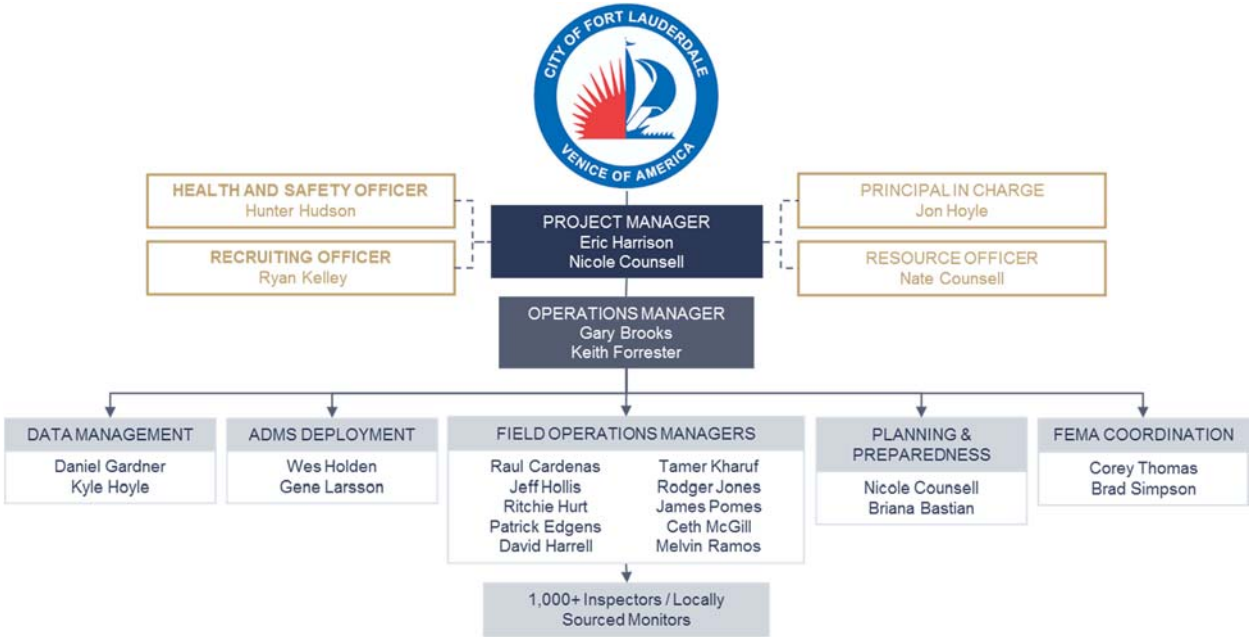 CITY OF FORT LAUDERDALE
VENICE OF AMERICA
HEALTH AND SAFETY OFFICER
Hunter Hudson
RECRUITING OFFICER
Ryan Kelley
PROJECT MANAGER
Eric Harrison
Nicole Counsell
PRINCIPAL IN CHARGE
Jon Hoyle
RESOURCE OFFICER
Nate Counsell
OPERATIONS MANAGER
Gary Brooks
Keith Forrester
DATA MANAGEMENT
Daniel Gardner
Kyle Hoyle
ADMS DEPLOYMENT
Wes Holden
Gene Larsson
FIELD OPERATIONS MANAGERS
Raul Cardenas
Jeff Hollis
Ritchie Hurt
Patrick Edgens
David Harrell
Tamer Kharuf
Rodger Jones
James Pomes
Ceth McGill
Melvin Ramos
PLANNING &
PREPAREDNESS
Nicole Counsell
Briana Bastian
FEMA COORDINATION
Corey Thomas
Brad Simpson
1,000+ Inspectors / Locally
Sourced Monitors